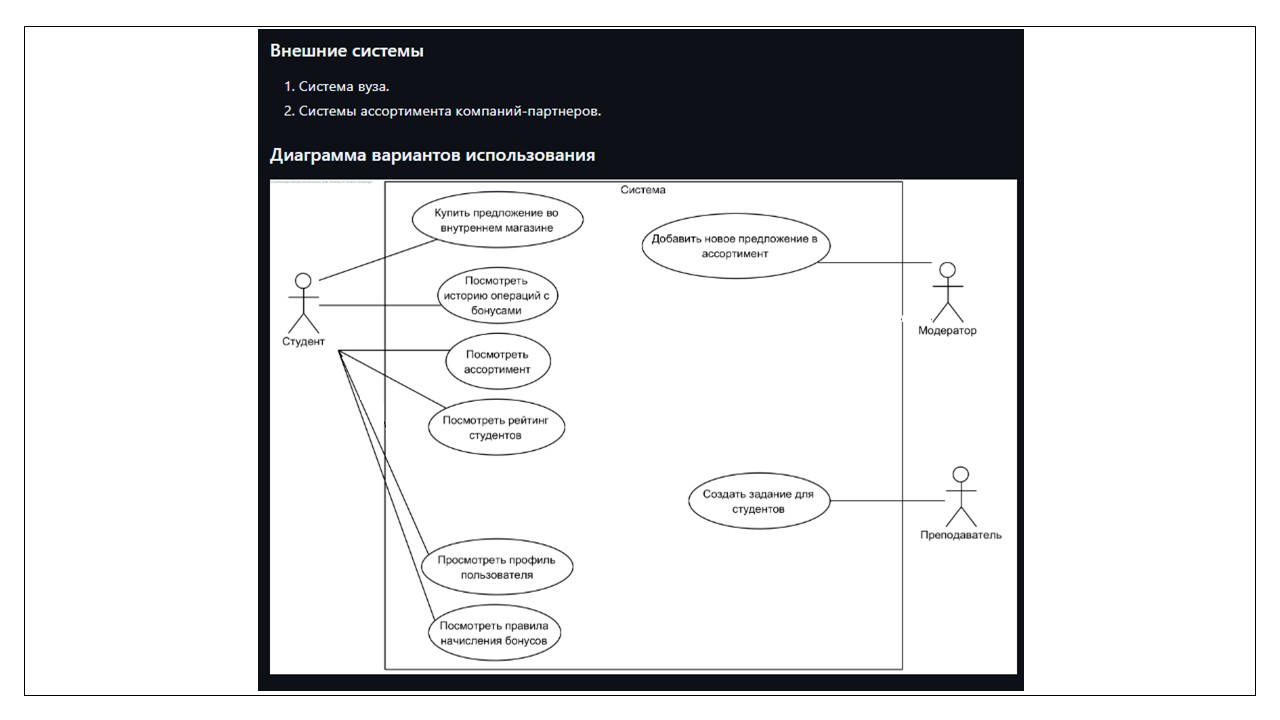 Внешние системы
1. Система вуза.
2. Системы ассортимента компаний-партнеров.
Диаграмма вариантов использования
Система
Купить предложение во
внутреннем магазине
Добавить новое предложение в
ассортимент
Посмотреть
историю операций с
бонусами
Студент
Модератор
Посмотреть
ассортимент
Посмотреть рейтинг
студентов
Создать задание для
студентов
Преподаватель
Просмотреть профиль
пользователя
Посмотреть правила
начисления бонусов